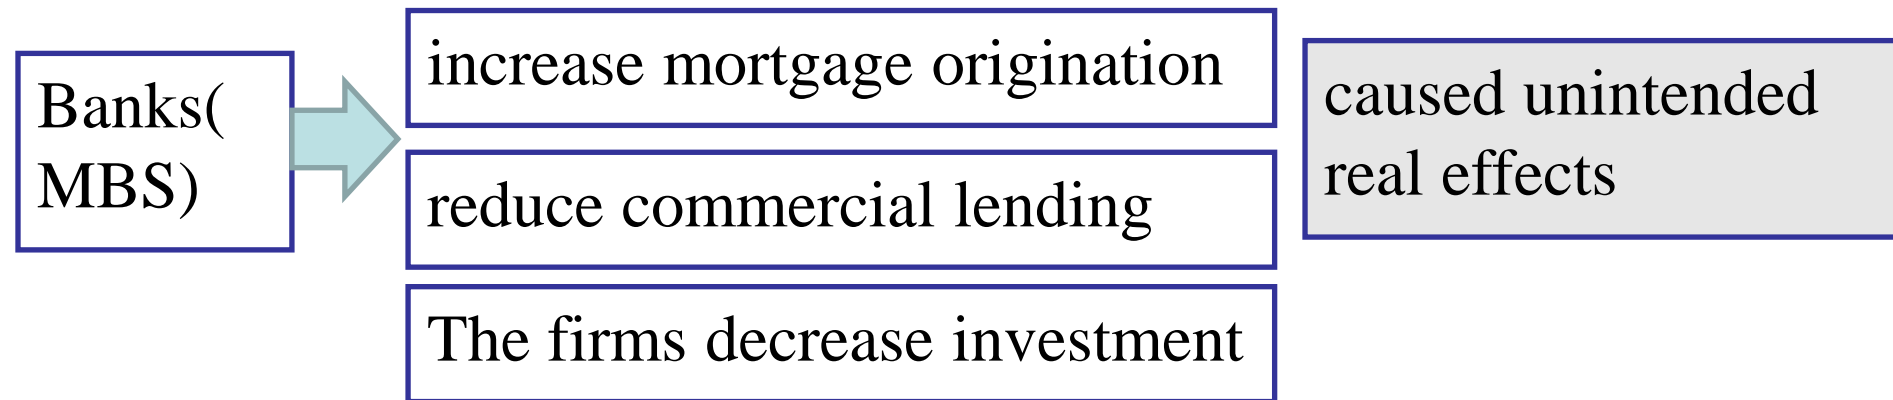 Banks(
MBS)
increase mortgage origination
reduce commercial lending
The firms decrease investment
caused unintended
real effects